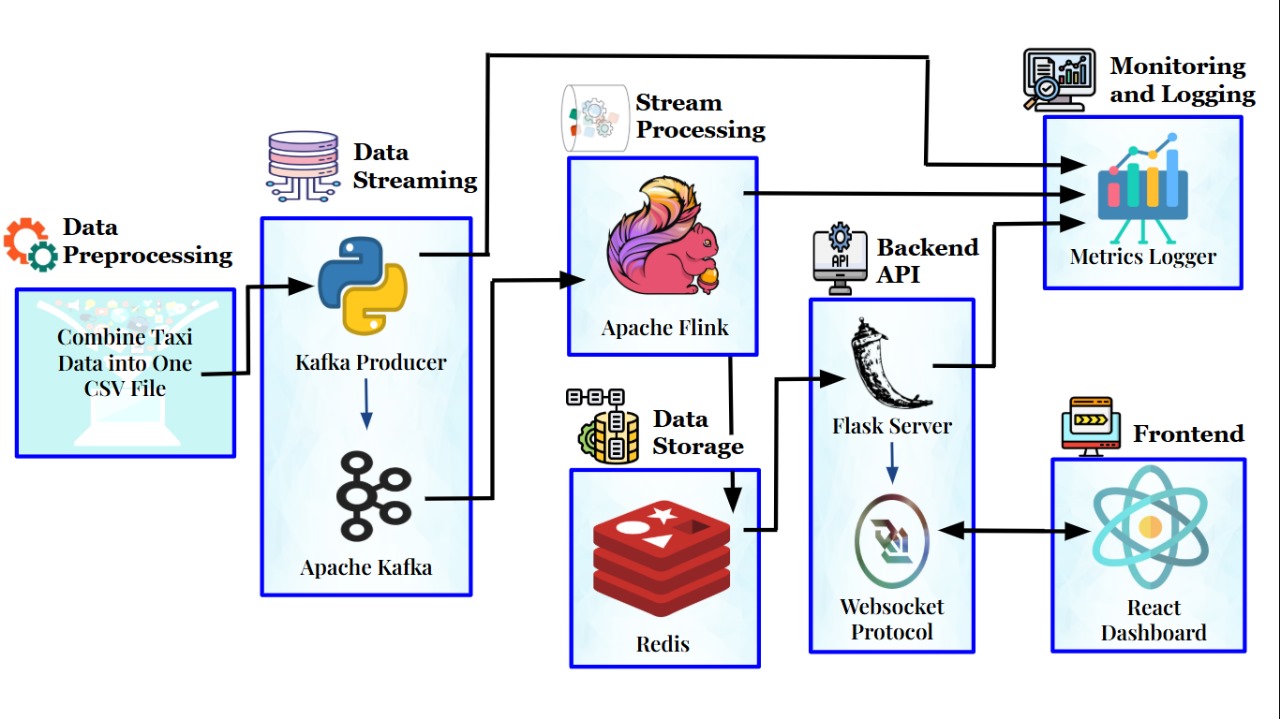 Data
Preprocessing
Combine Taxi
Data into One
CSV File
Data
Streaming
Kafka Producer
Apache Kafka
Stream
Processing
Apache Flink
Data
Storage
Redis
Backend
API
API
Flask Server
Websocket
Protocol
Monitoring
and Logging
Metrics Logger
Frontend
React
Dashboard